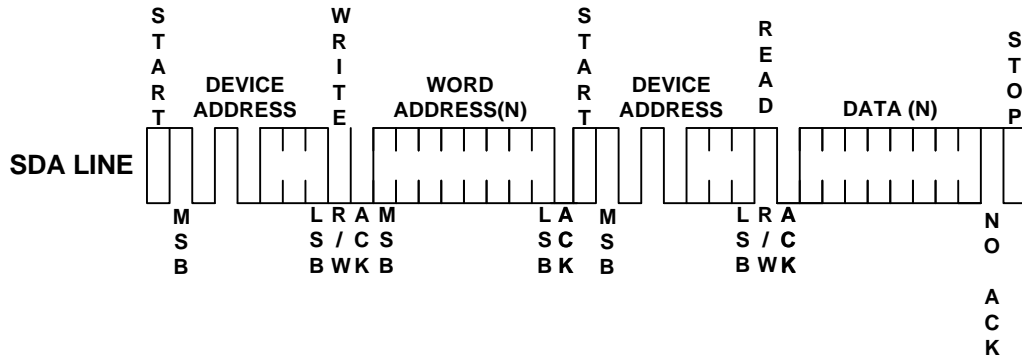 START
WRITE
START
READ
STOP
DEVICE
ADDRESS
WORD
ADDRESS(N)
DEVICE
ADDRESS
DATA (N)
SDA LINE
MSB
LSB
R/W
ACK
MSB
LSB
ACK
MSB
LSB
R/W
ACK
NO ACK